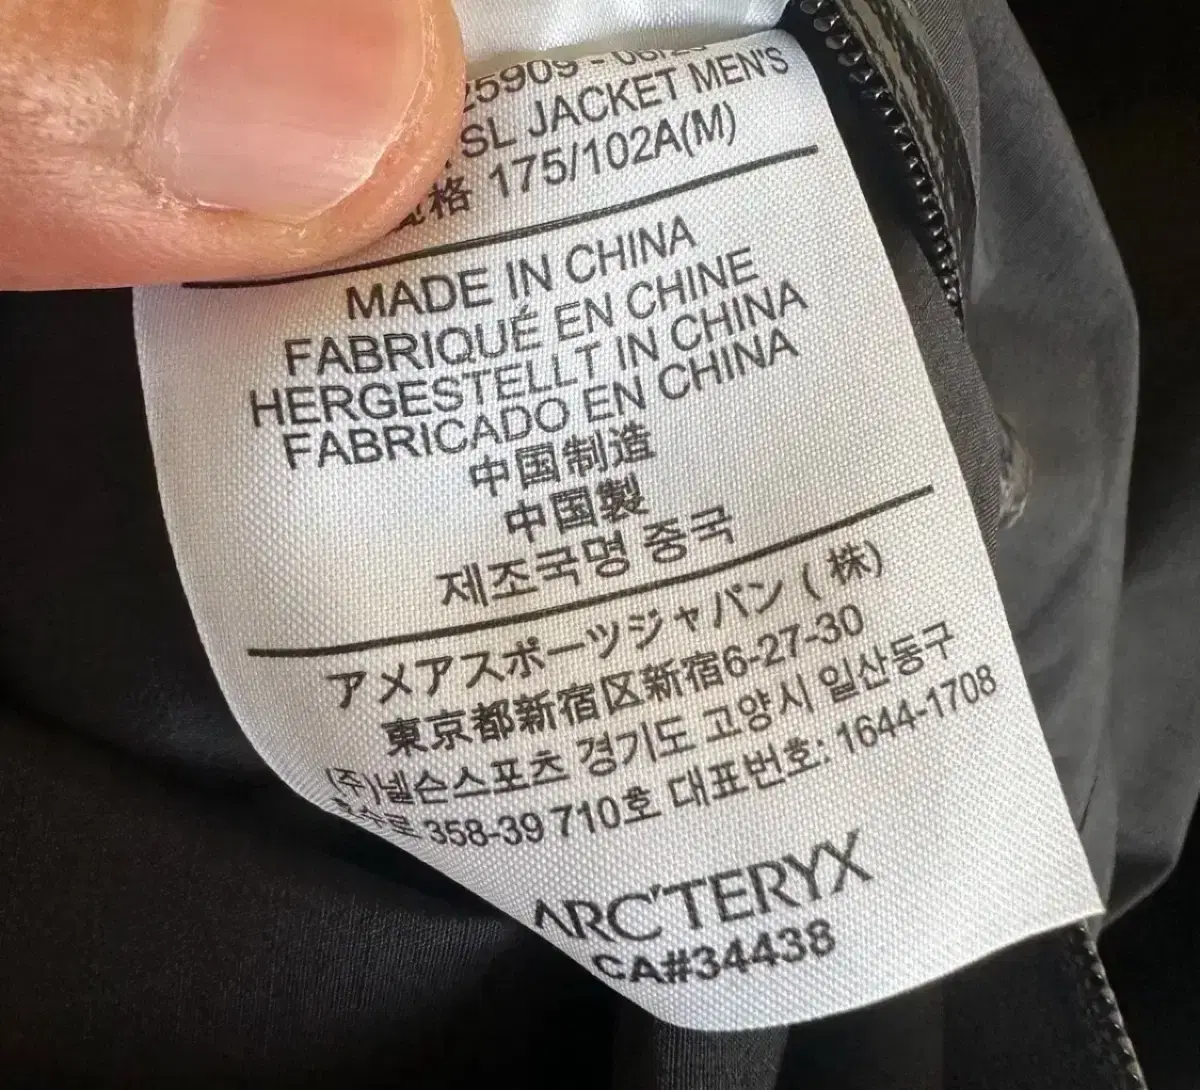 25909 - 06/2
SL JACKET MEN'S
格 175/102A(M)
MADE IN CHINA
FABRIQUÉ EN CHINE
HERGESTELLT IN CHINA
FABRICADO EN CHINA
中国制造
中国製
제조국명 중국
アメアスポーツジャパン ( 株)
東京都新宿区新宿6-27-30
(주)넬슨스포츠 경기도 고양시 일산동구
358-39 710호 대표번호: 1644-1708
ARC'TERYX
CA#34438